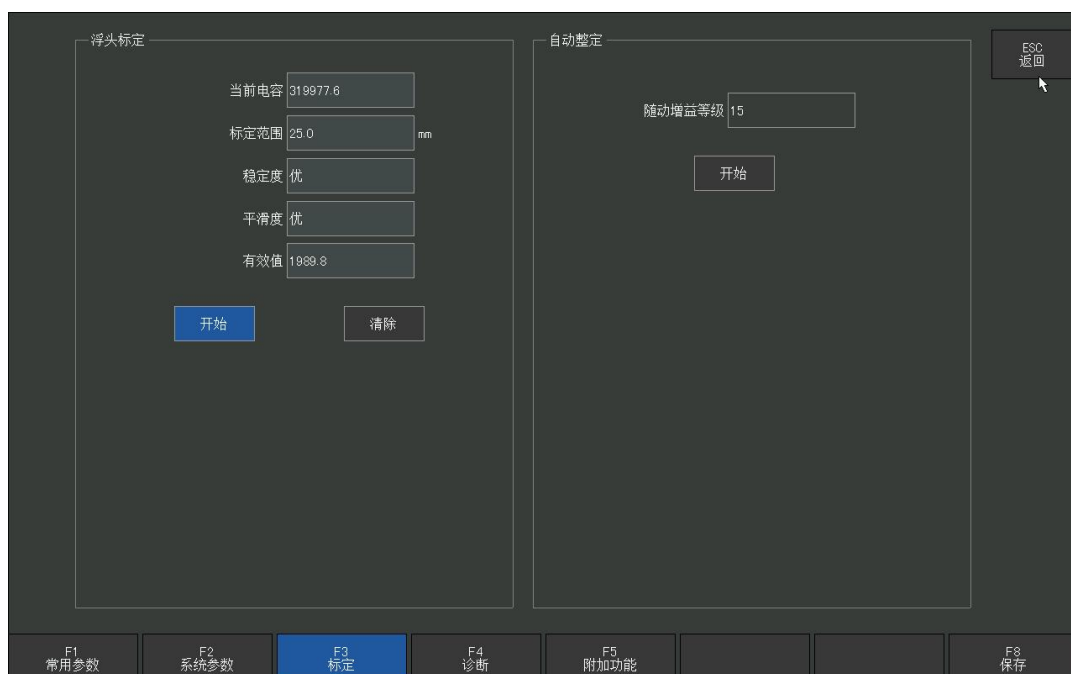 浮头标定
当前电容 319977.6
标定范围 25.0 mm
稳定度 优
平滑度 优
有效值 1989.8
开始 清除
自动整定
随动增益等级 15
开始
ESC
返回
F1
常用参数
F2
系统参数
F3
标定
F4
诊断
F5
附加功能
F8
保存